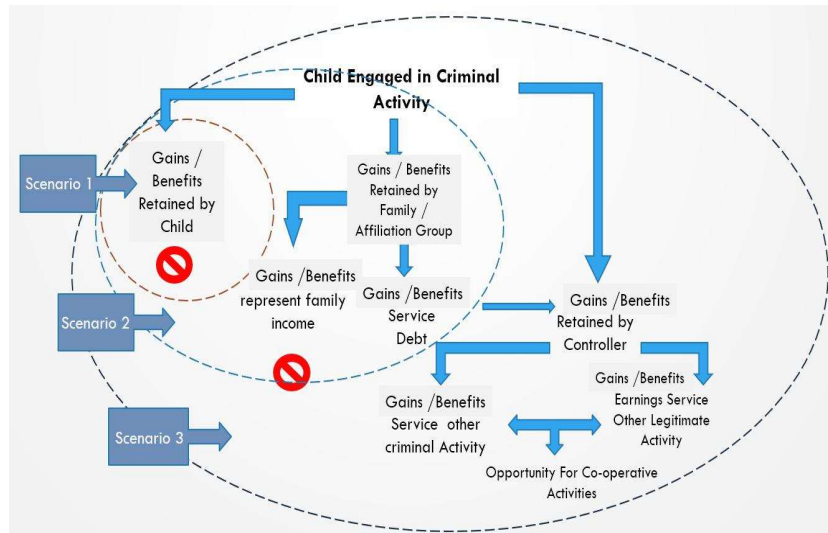 Child Engaged in Criminal
Activity
Scenario 1
Gains /
Benefits
Retained by
Child
Gains / Benefits
Retained by
Family /
Affiliation Group
Gains /Benefits
represent family
income
Gains /Benefits
Service
Debt
Gains /Benefits
Retained by
Controller
Scenario 2
Gains /Benefits
Service other
criminal Activity
Gains /Benefits
Earnings Service
Other Legitimate
Activity
Scenario 3
Opportunity For Co-operative
Activities